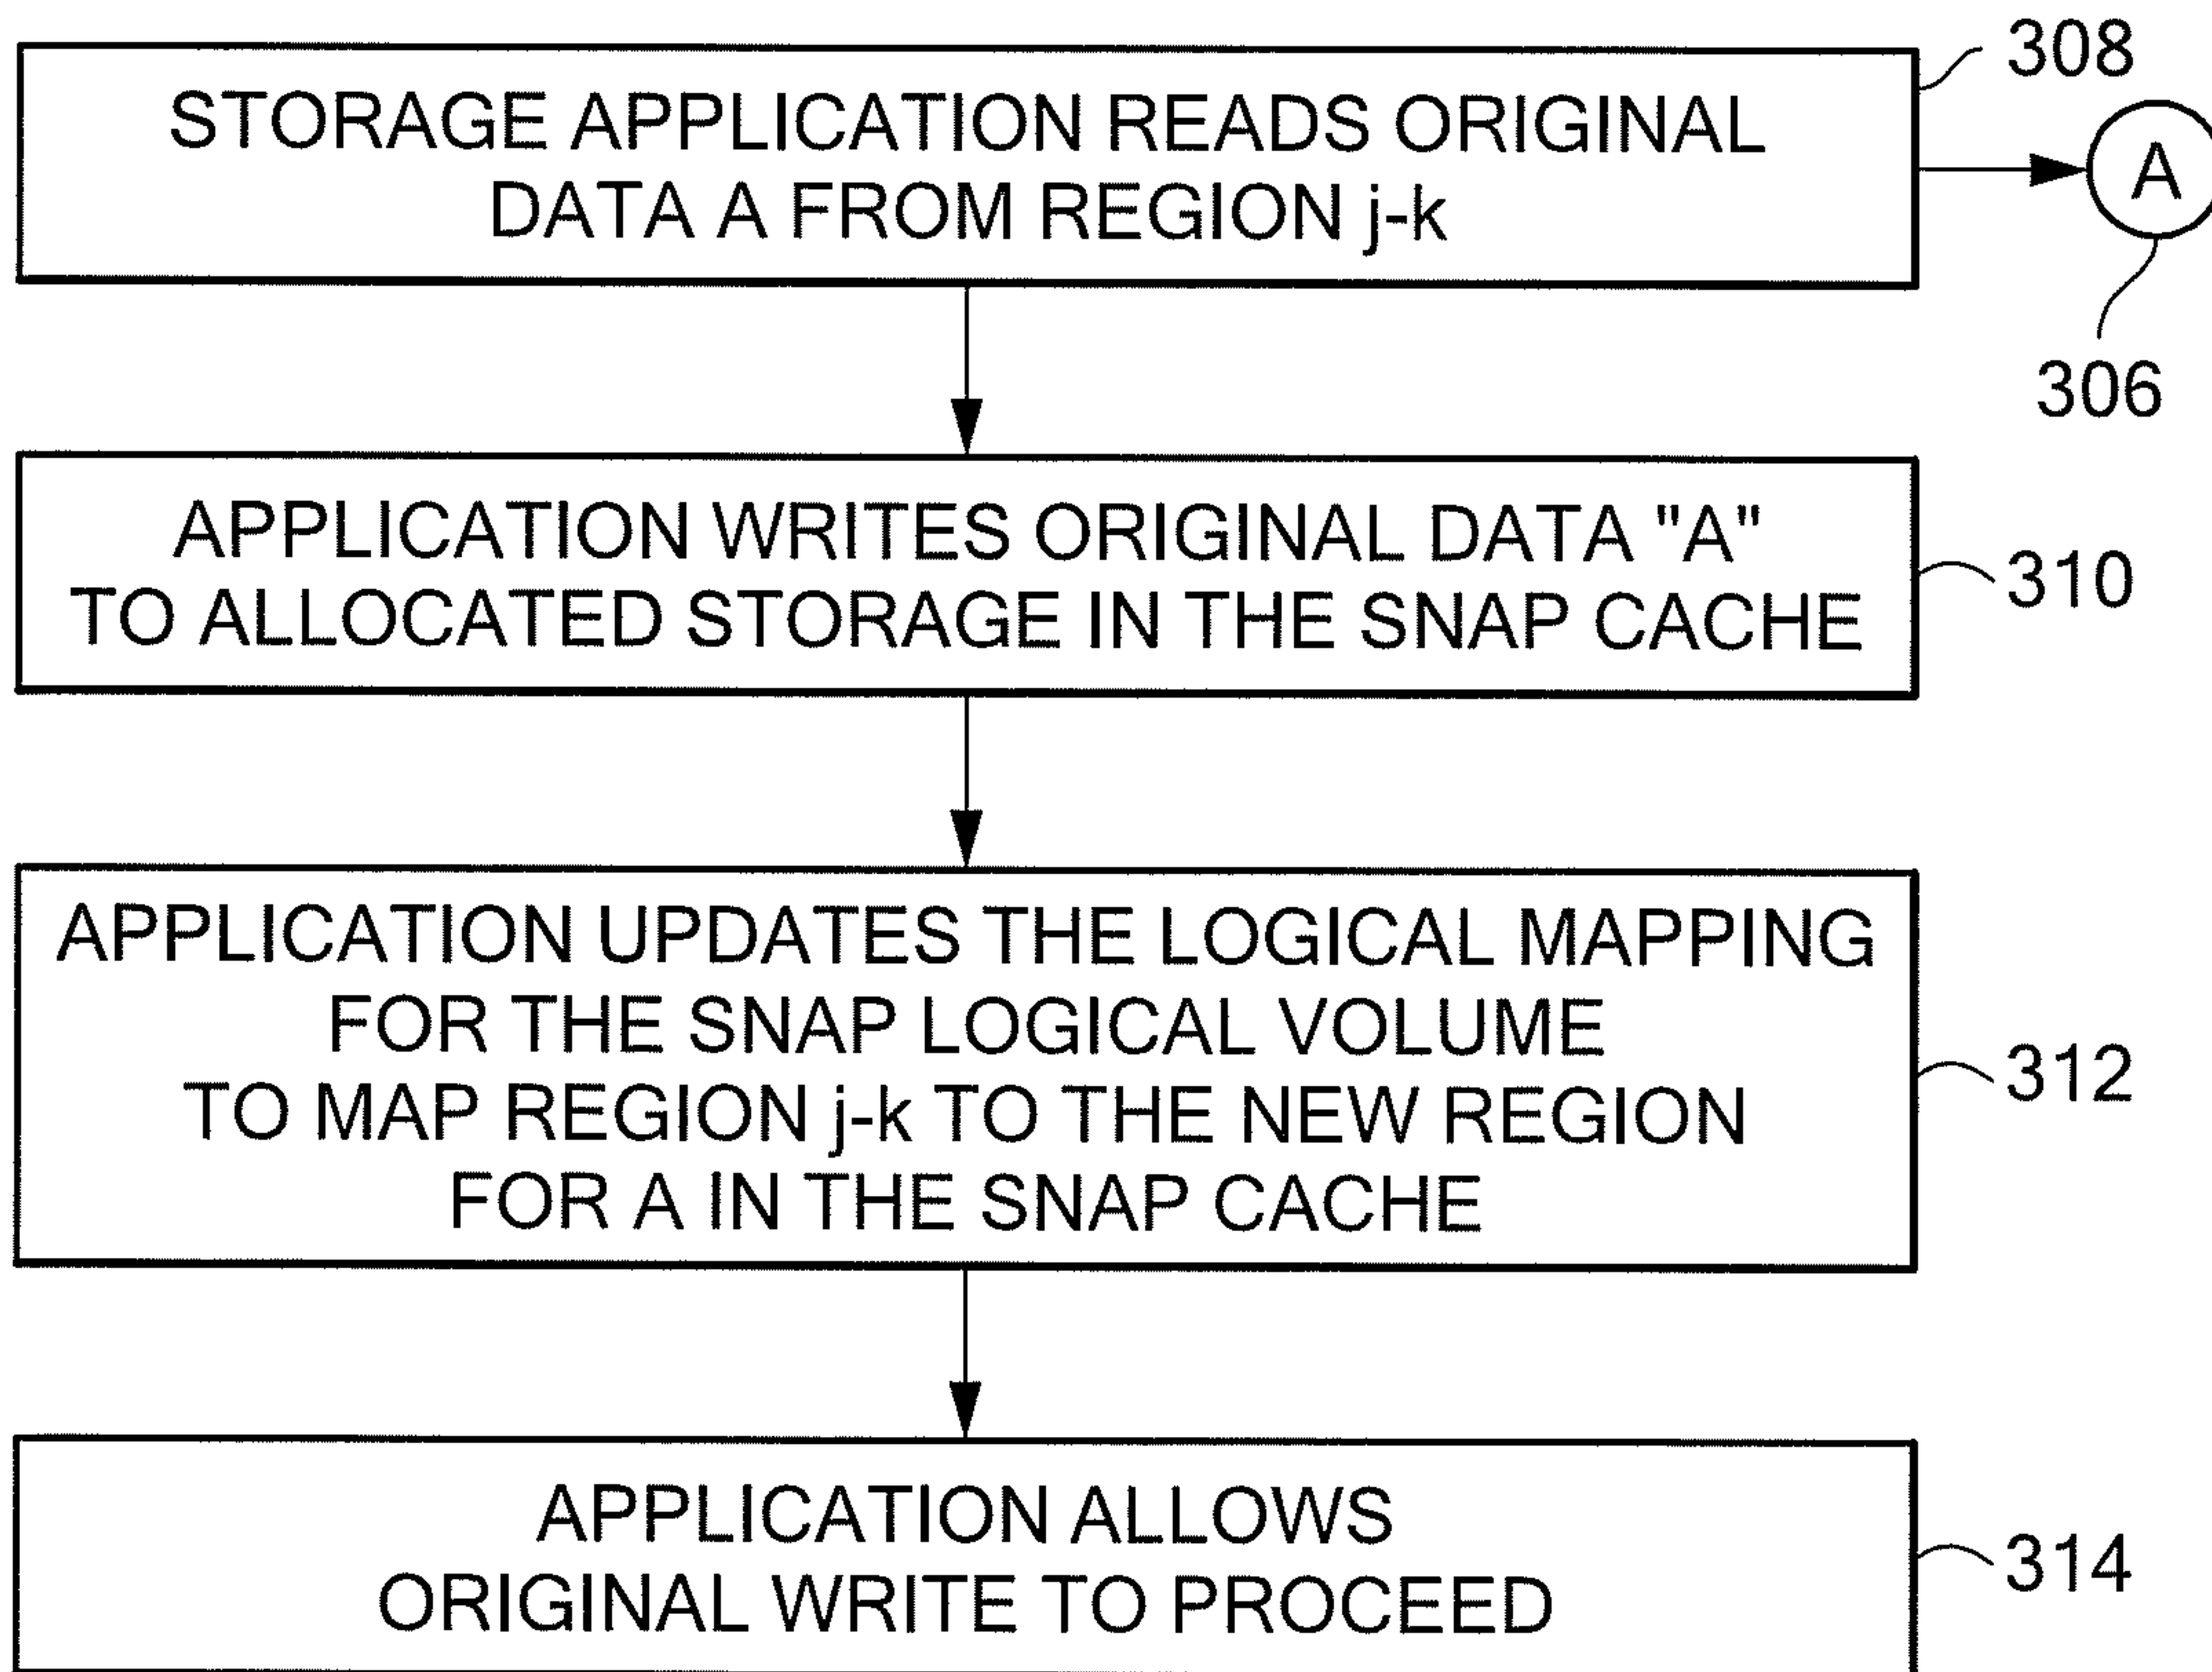 308
STORAGE APPLICATION READS ORIGINAL
DATA A FROM REGION j-k
A
306
APPLICATION WRITES ORIGINAL DATA "A"
TO ALLOCATED STORAGE IN THE SNAP CACHE
310
APPLICATION UPDATES THE LOGICAL MAPPING
FOR THE SNAP LOGICAL VOLUME
TO MAP REGION j-k TO THE NEW REGION
FOR A IN THE SNAP CACHE
312
APPLICATION ALLOWS
ORIGINAL WRITE TO PROCEED
314